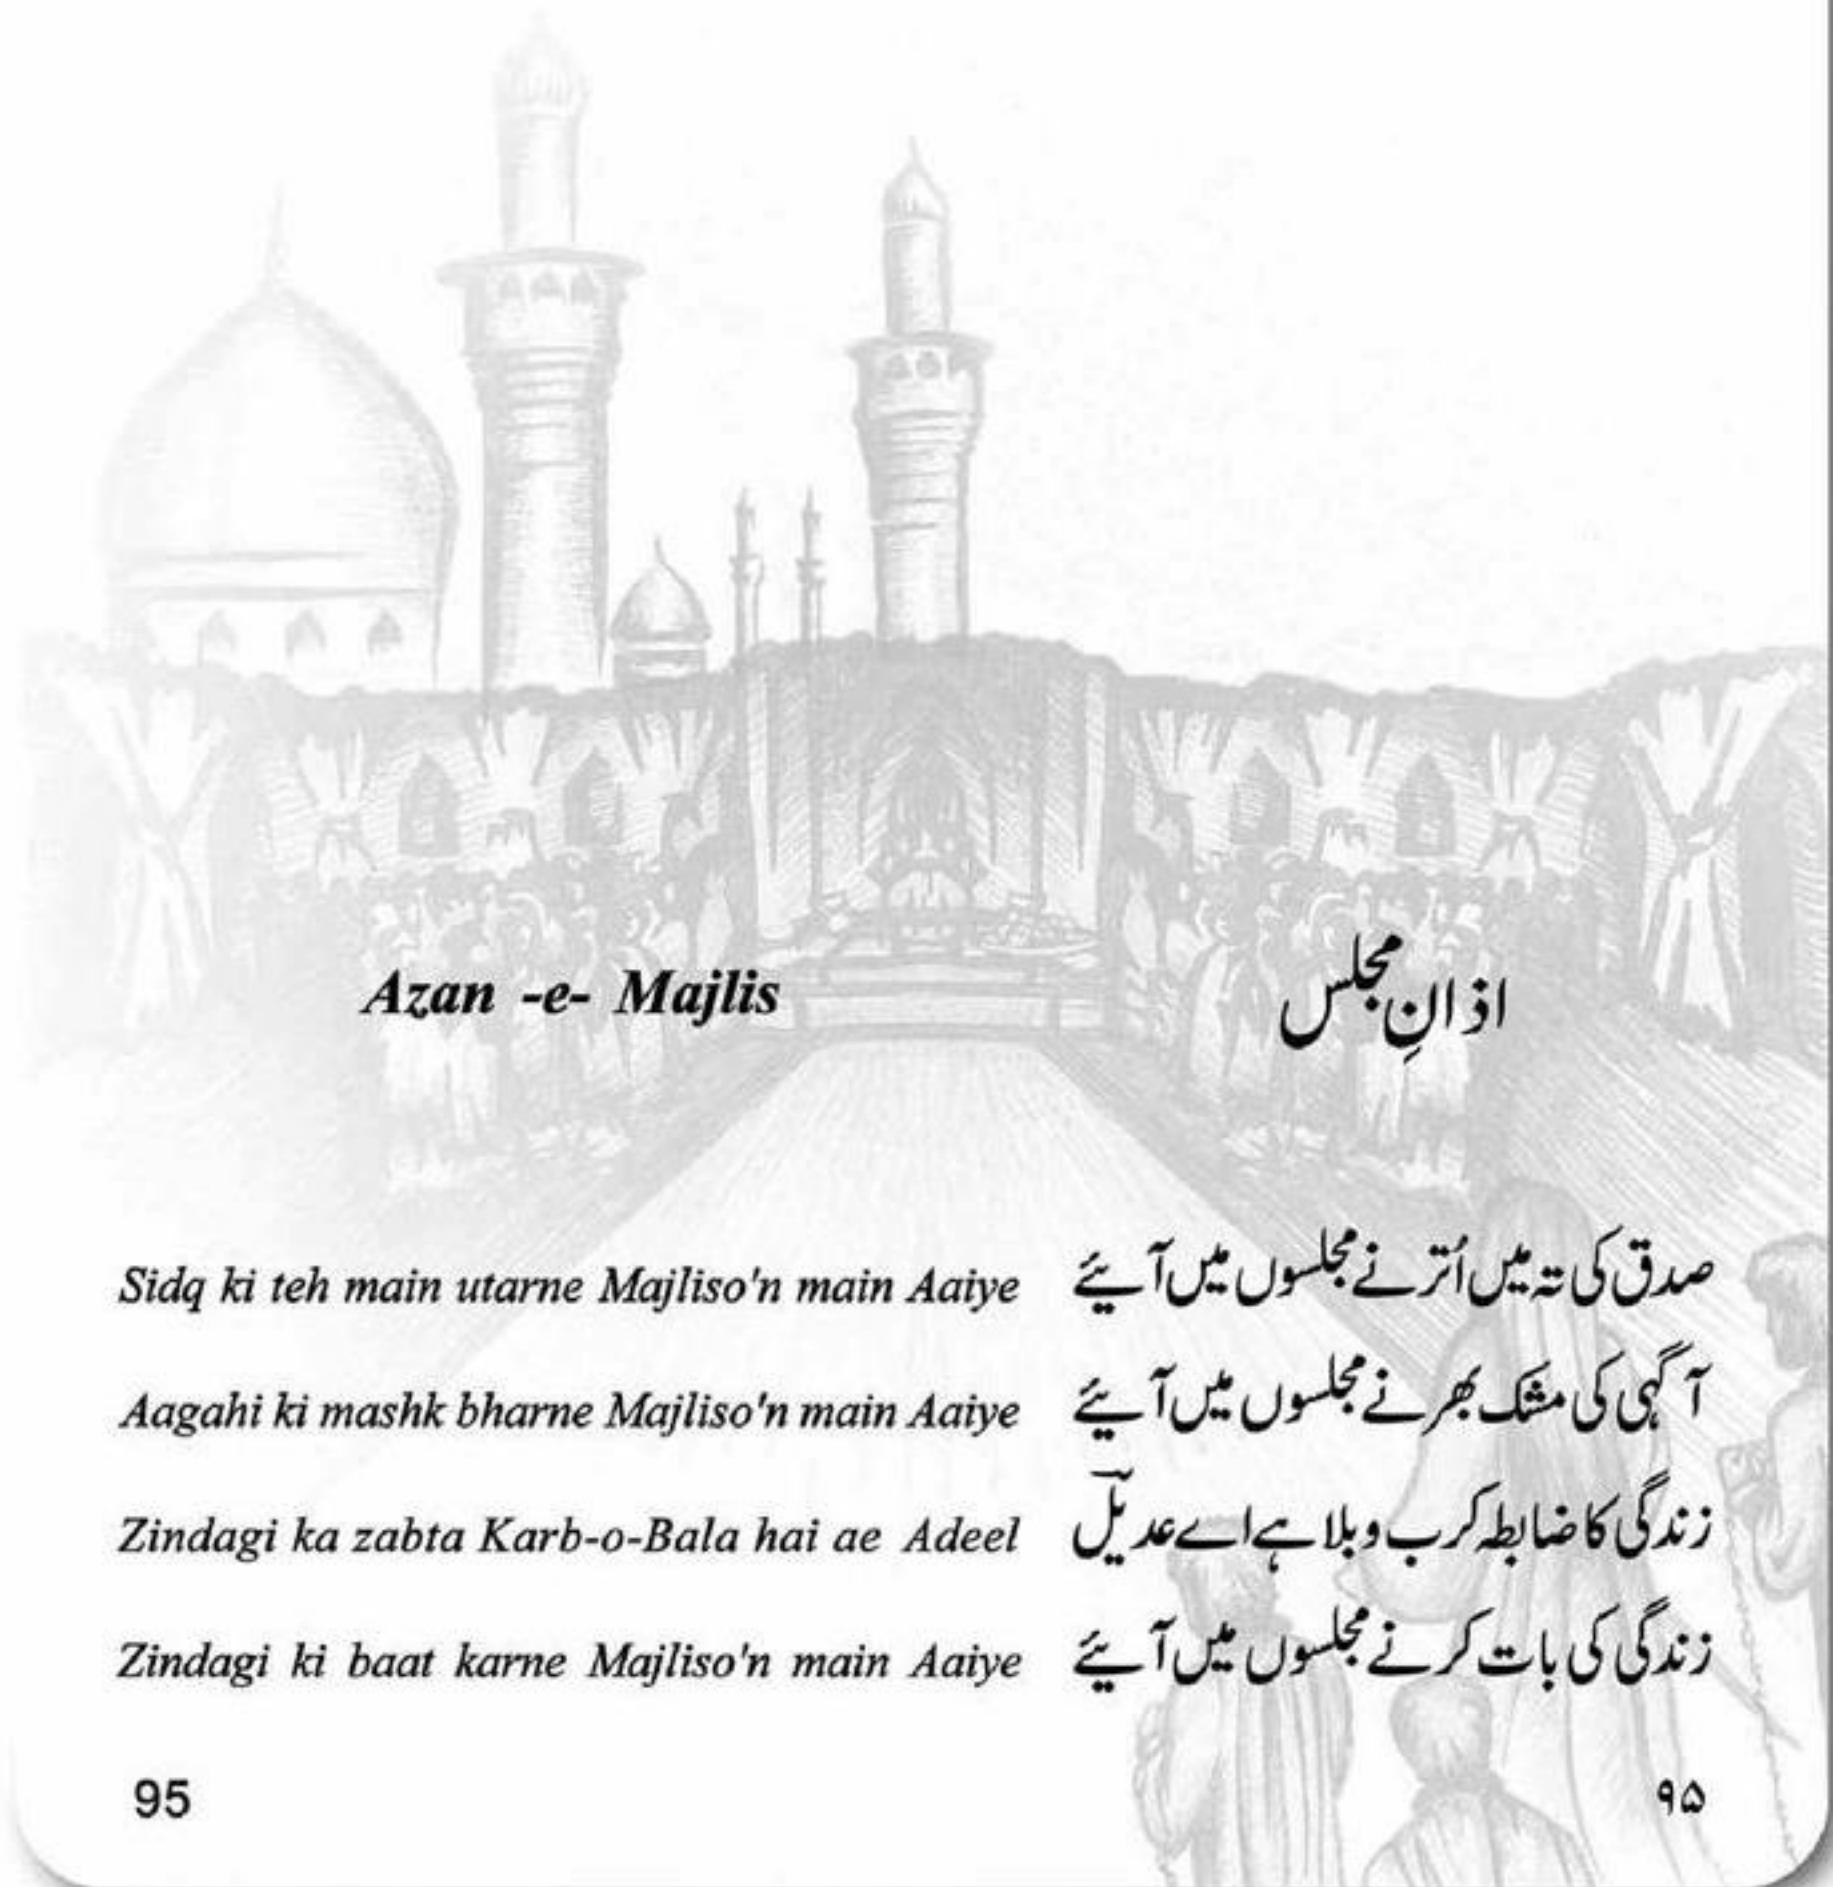 Azan -e- Majlis
اذانِ مجلس
Sidq ki teh main utarne Majliso'n main Aaiye
صدق کی تہ میں اُترنے مجلسوں میں آیئے
Aagahi ki mashk bharne Majliso'n main Aaiye
آگہی کی مشک بھرنے مجلسوں میں آیئے
Zindagi ka zabta Karb-o-Bala hai ae Adeel
زندگی کا ضابطہ کرب و بلا ہے اے عدیلؔ
Zindagi ki baat karne Majliso'n main Aaiye
زندگی کی بات کرنے مجلسوں میں آیئے
95
۹۵